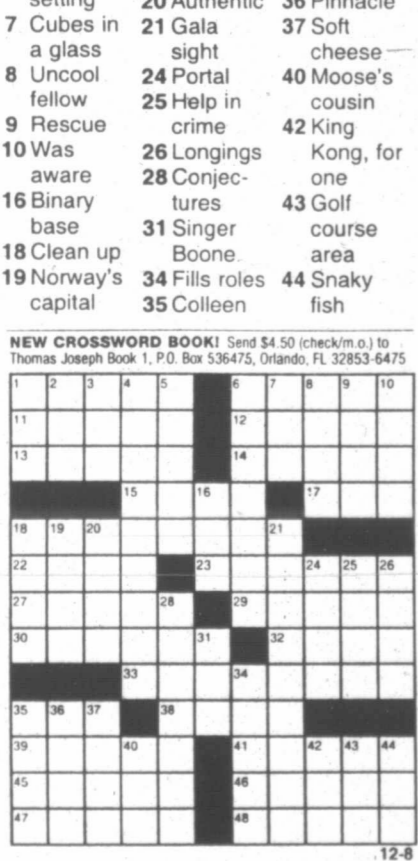 setting
7 Cubes in
a glass
8 Uncool
fellow
9 Rescue
10 Was
aware
16 Binary
base
18 Clean up
19 Norway's
capital
20 Authentic
21 Gala
sight
24 Portal
25 Help in
crime
26 Longings
28 Conjec-
tures
31 Singer
Boone
34 Fills roles
35 Colleen
36 Pinnacle
37 Soft
cheese
40 Moose's
cousin
42 King
Kong, for
one
43 Golf
course
area
44 Snaky
fish
NEW CROSSWORD BOOK! Send $4.50 (check/m.o.) to
Thomas Joseph Book 1, P.O. Box 536475, Orlando, FL 32853-6475
1 2 3 4 5 6 7 8 9 10
11 12
13 14
15 16 17
18 19 20 21
22 23 24 25 26
27 28 29
30 31 32
33 34
35 36 37 38
39 40 41 42 43 44
45 46
47 48
12-8